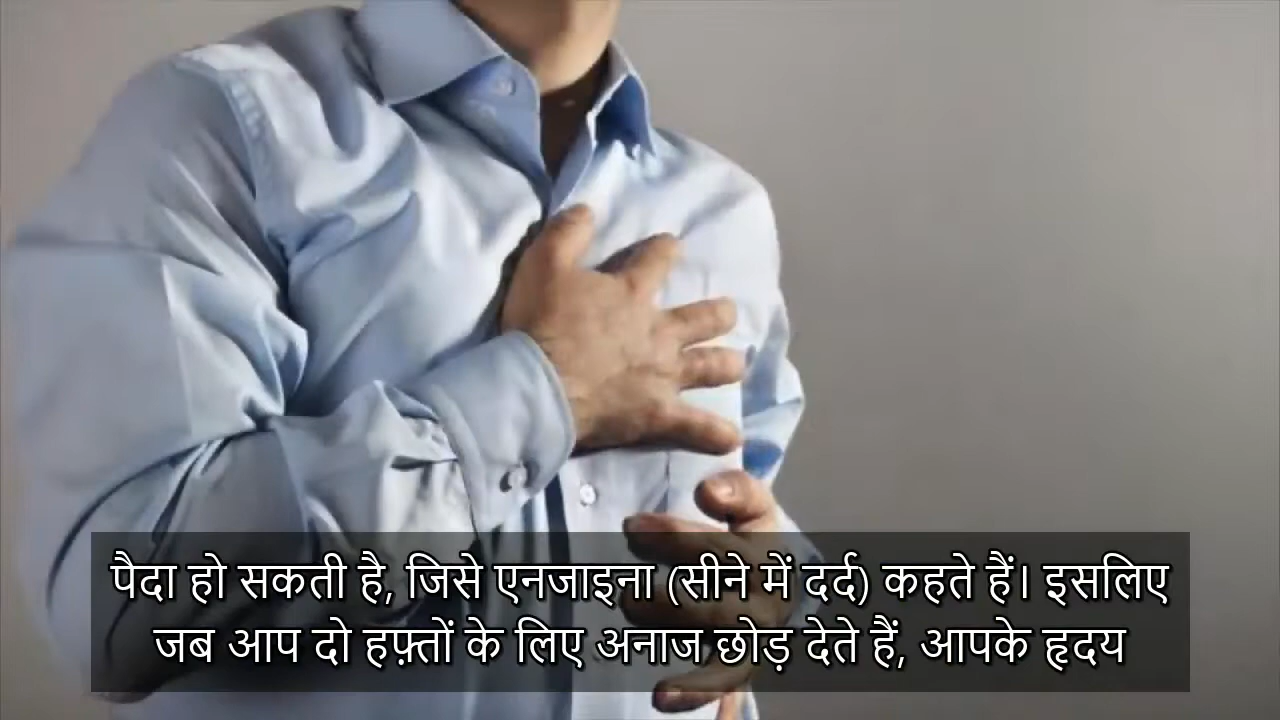 पैदा हो सकती है, जिसे एनजाइना (सीने में दर्द) कहते हैं। इसलिए
जब आप दो हफ़्तों के लिए अनाज छोड़ देते हैं, आपके हृदय